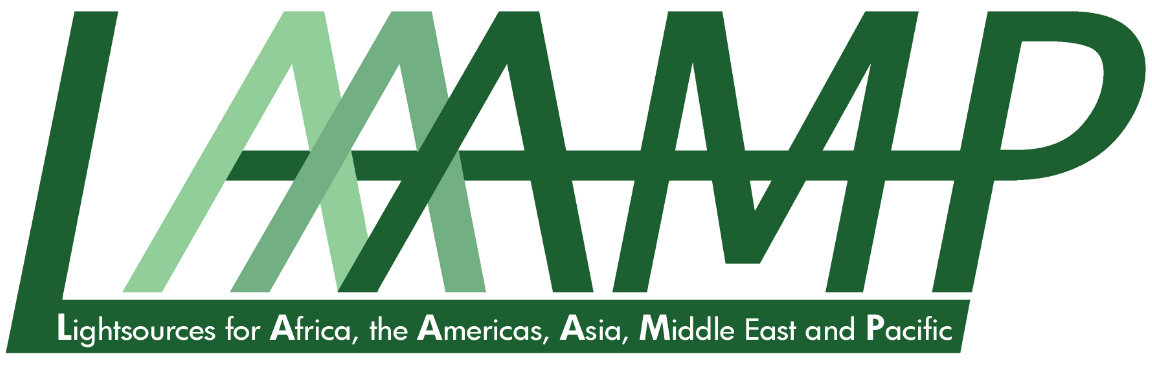 LAAAMP
Lightsources for Africa, the Americas, Asia, Middle East and Pacific